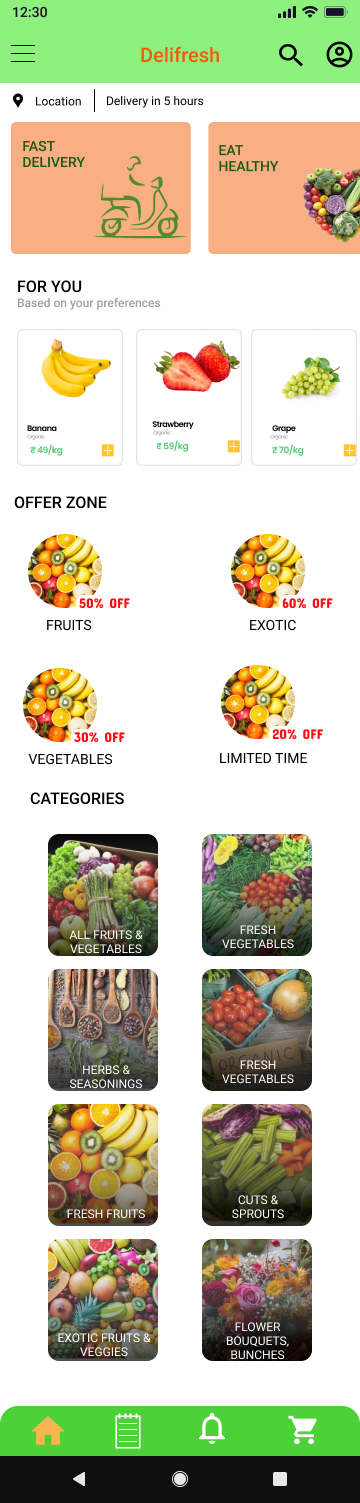 12:30
Delifresh
Location
Delivery in 5 hours
FAST
DELIVERY
EAT
HEALTHY
FOR YOU
Based on your preferences
Banana
Organic
₹ 49/kg
Strawberry
Organic
₹ 59/kg
Grape
Organic
₹ 70/kg
OFFER ZONE
50% OFF
FRUITS
60% OFF
EXOTIC
30% OFF
VEGETABLES
20% OFF
LIMITED TIME
CATEGORIES
ALL FRUITS &
VEGETABLES
FRESH
VEGETABLES
HERBS &
SEASONINGS
ORGANIC
FRESH
VEGETABLES
FRESH FRUITS
CUTS &
SPROUTS
EXOTIC FRUITS &
VEGGIES
FLOWER
BOUQUETS,
BUNCHES